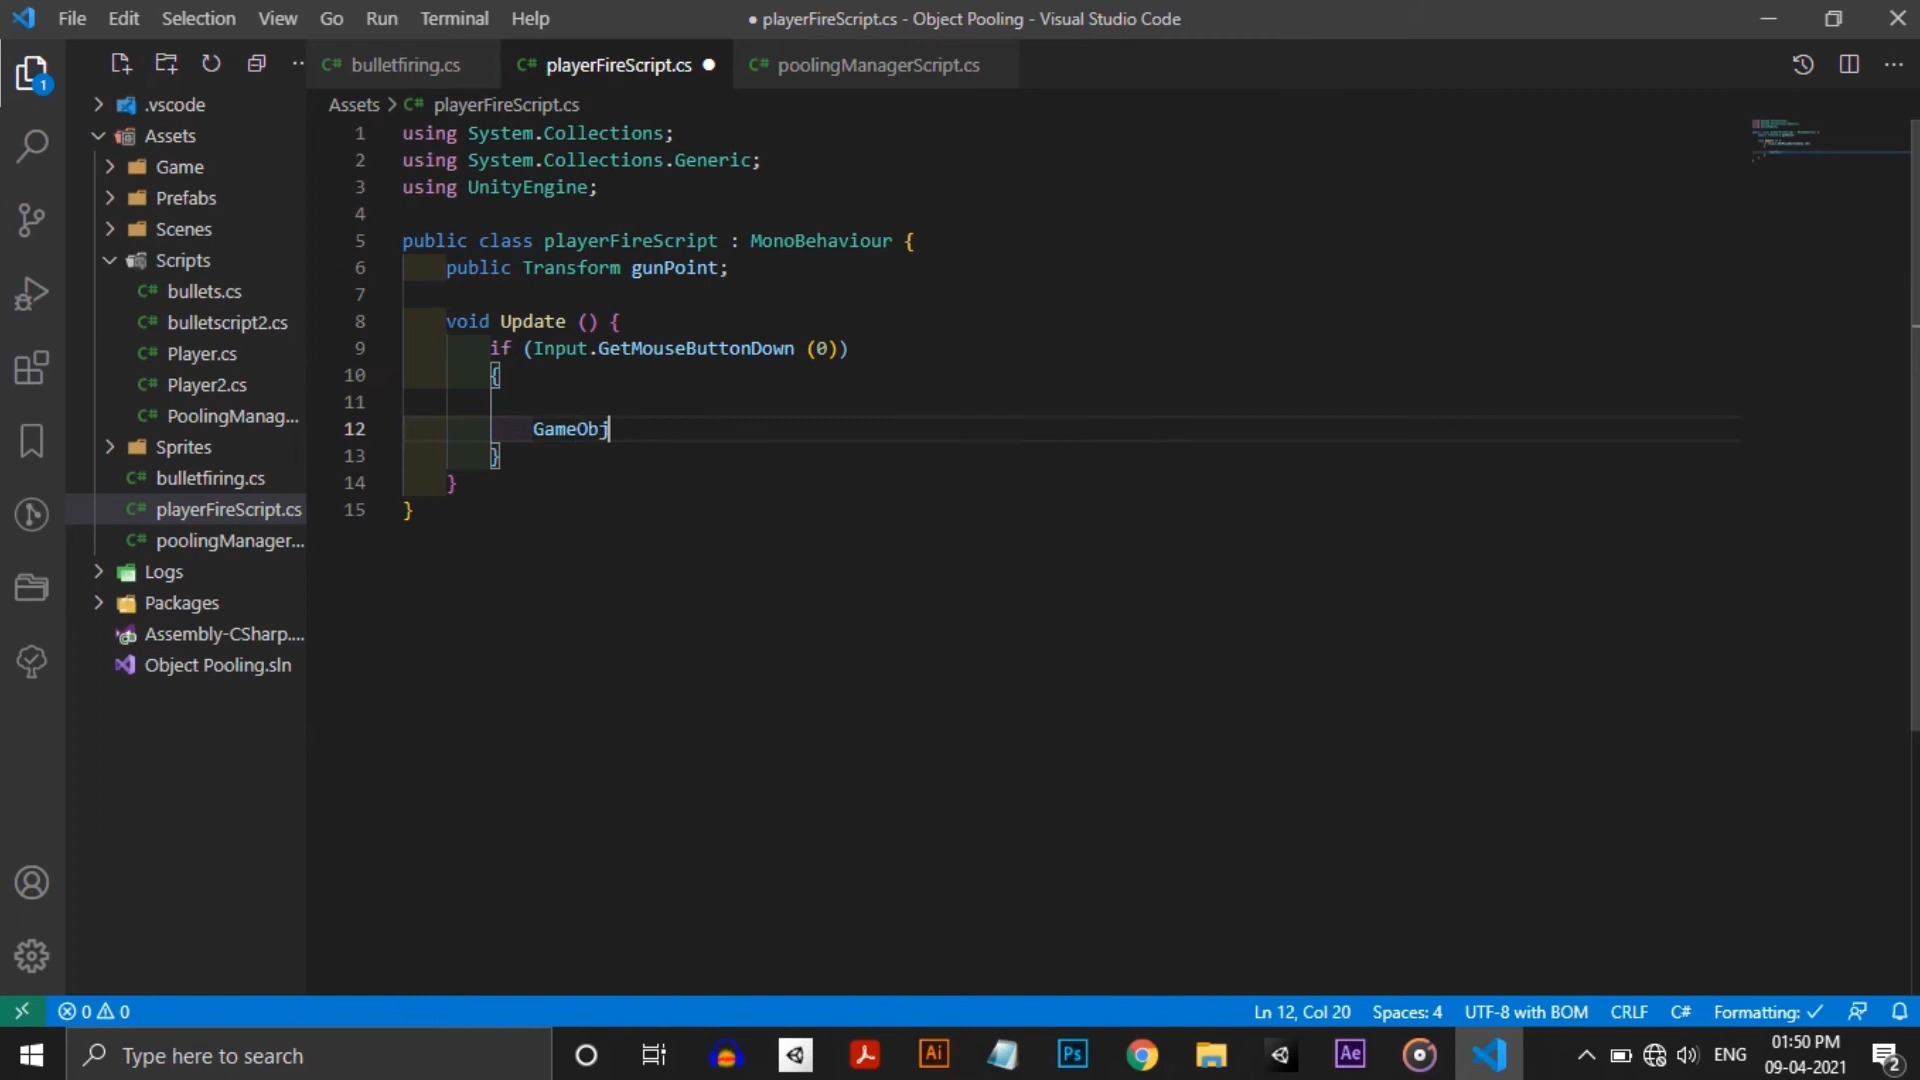 File Edit Selection View Go Run Terminal Help
● playerFireScript.cs - Object Pooling - Visual Studio Code
C# bulletfiring.cs
C# playerFireScript.cs ●
C# poolingManagerScript.cs
Assets > C# playerFireScript.cs
1
.vscode
Assets
Game
Prefabs
Scenes
Scripts
C# bullets.cs
C# bulletscript2.cs
C# Player.cs
C# Player2.cs
C# PoolingManag...
Sprites
C# bulletfiring.cs
C# playerFireScript.cs
C# poolingManager...
Logs
Packages
Assembly-CSharp....
Object Pooling.sln
1 using System.Collections;
2 using System.Collections.Generic;
3 using UnityEngine;
4
5 public class playerFireScript : MonoBehaviour {
6 public Transform gunPoint;
7
8 void Update () {
9 if (Input.GetMouseButtonDown (0))
10 {
11
12 GameObj
13 }
14 }
15 }
0 0
Ln 12, Col 20 Spaces: 4 UTF-8 with BOM CRLF C# Formatting: ✓
Type here to search
Ai Ps Ae
ENG
01:50 PM
09-04-2021
2